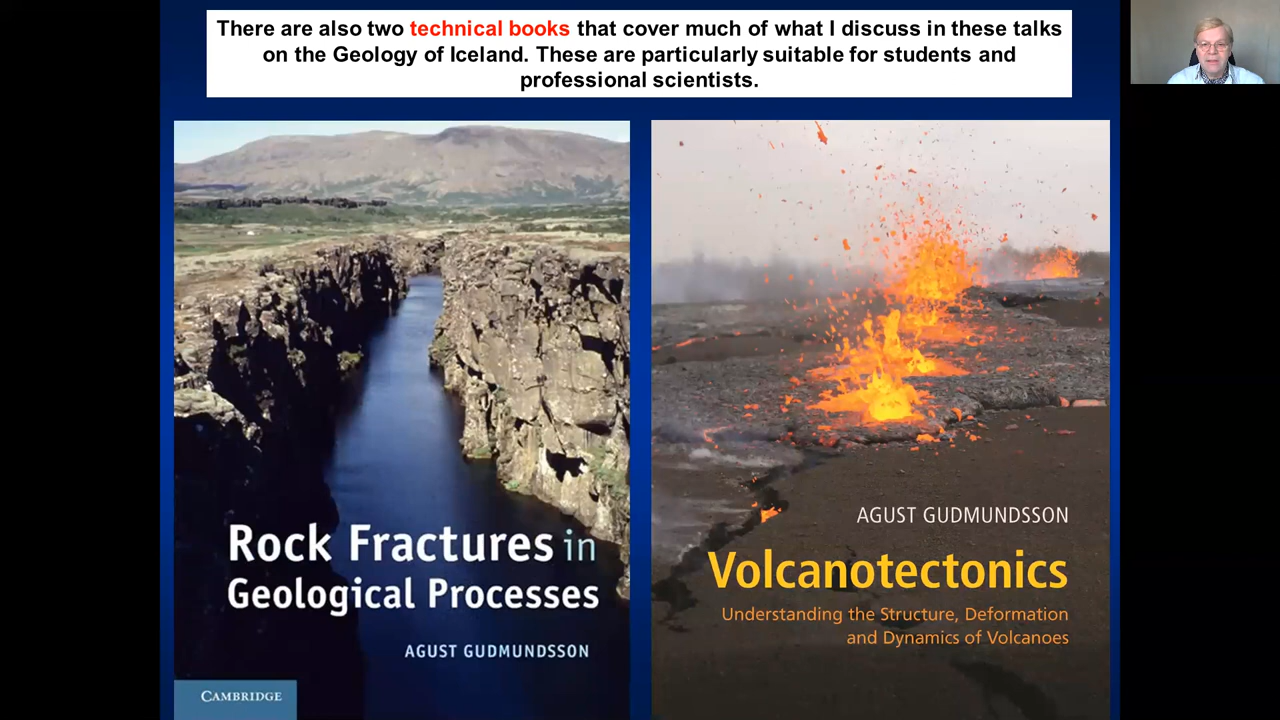 There are also two technical books that cover much of what I discuss in these talks
on the Geology of Iceland. These are particularly suitable for students and
professional scientists.
Rock Fractures in
Geological Processes
AGUST GUDMUNDSSON
CAMBRIDGE
AGUST GUDMUNDSSON
Volcanotectonics
Understanding the Structure, Deformation
and Dynamics of Volcanoes